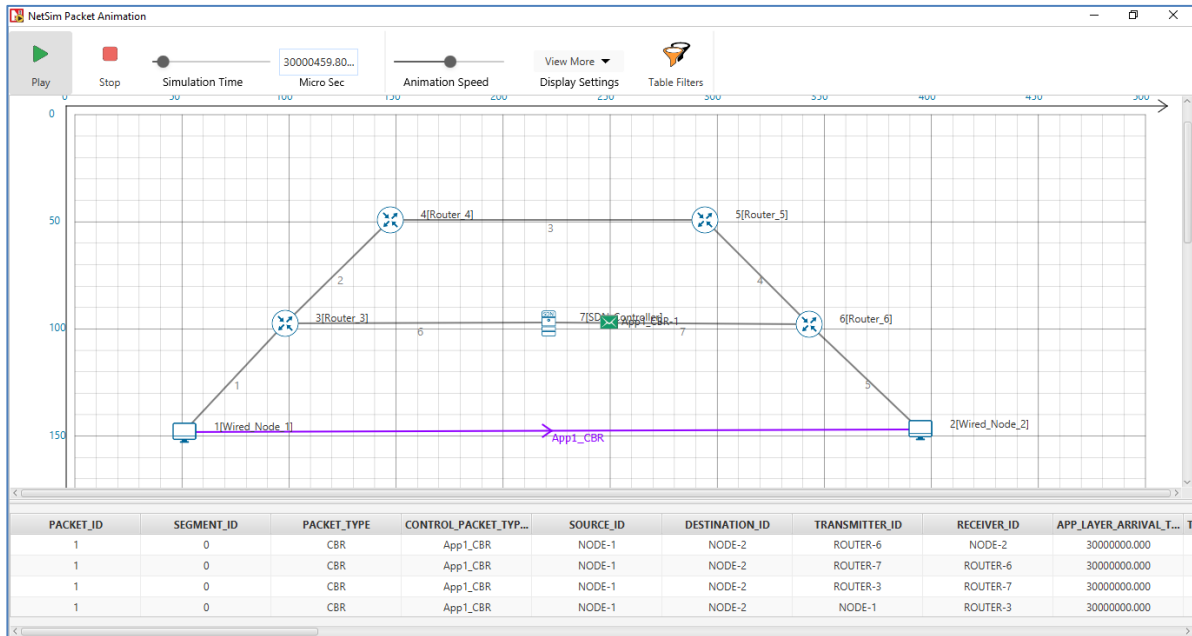 NetSim Packet Animation
Play
Stop
Simulation Time
30000459.80...
Micro Sec
Animation Speed
View More
Display Settings
Table Filters
0 50 100 150 200 250 300 350 400 450 500
0
50
100
150
4[Router_4]
5[Router_5]
3
2
4
3[Router_3]
SDN
7[SDN_Controller]
App1_CBR-1
6[Router_6]
6
7
1
5
1[Wired_Node_1]
2[Wired_Node_2]
App1_CBR
PACKET_ID SEGMENT_ID PACKET_TYPE CONTROL_PACKET_TYP... SOURCE_ID DESTINATION_ID TRANSMITTER_ID RECEIVER_ID APP_LAYER_ARRIVAL_T... T
1 0 CBR App1_CBR NODE-1 NODE-2 ROUTER-6 NODE-2 30000000.000
1 0 CBR App1_CBR NODE-1 NODE-2 ROUTER-7 ROUTER-6 30000000.000
1 0 CBR App1_CBR NODE-1 NODE-2 ROUTER-3 ROUTER-7 30000000.000
1 0 CBR App1_CBR NODE-1 NODE-2 NODE-1 ROUTER-3 30000000.000